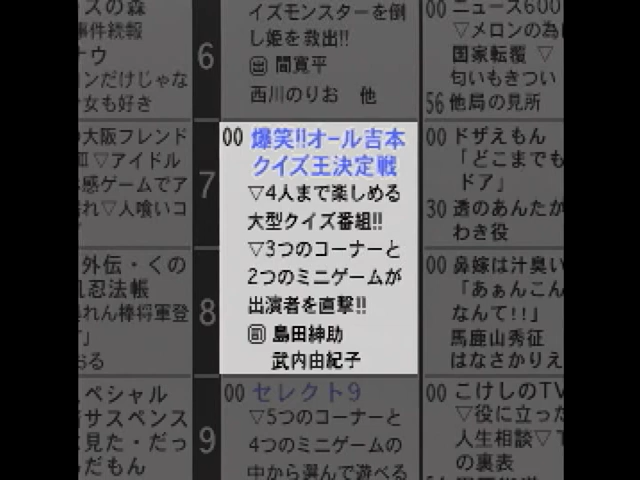 スの森
事件続報
ナウ
コンだけじゃな
少女も好き
の大阪フレンド
Ⅲ▽アイドル
感ゲームでア
れ▽人喰いコ
外伝・くの
忍法帳
れん棒将軍登
」
おる
スペシャル
サスペンス
に見た・だっ
んだもん
6
7
8
9
イズモンスターを倒
し姫を救出!!
出 間寛平
西川のりお 他
00 爆笑!!オール吉本
クイズ王決定戦
▽4人まで楽しめる
大型クイズ番組!!
▽3つのコーナーと
2つのミニゲームが
出演者を直撃!!
司 島田紳助
武内由紀子
00 セレクト9
▽5つのコーナーと
4つのミニゲームの
中から選んで遊べる
00 ニュース600
▽メロンの為に
国家転覆 ▽
匂いもきつい
56 他局の見所
00 ドザえもん
「どこまでも
ドア」
30 透のあんたが
わき役
00 鼻嫁は汁臭い
「あぁんこん
なんて!!」
馬鹿山秀征
はなさかりえ
00 こけしのTV
▽役に立った
人生相談▽T
の裏表